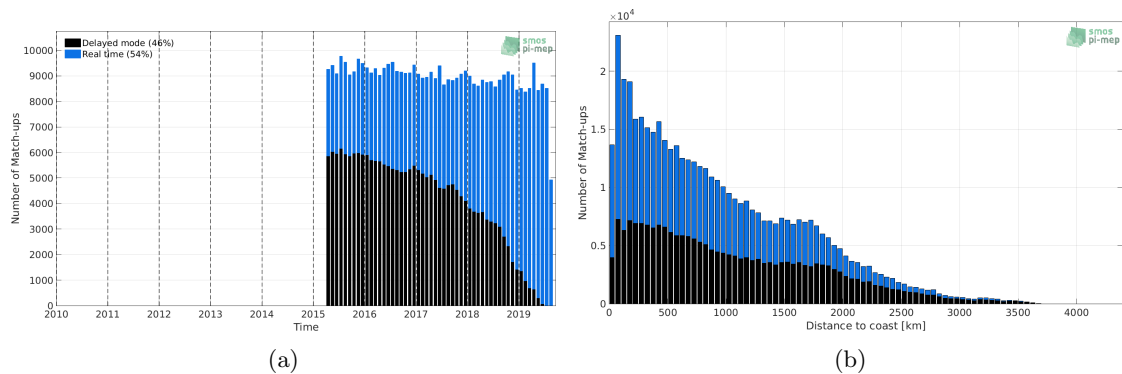 Delayed mode (46%)
Real time (54%)
smos
pi-mep
10000
9000
8000
7000
6000
5000
4000
3000
2000
1000
0
Number of Match-ups
2010 2011 2012 2013 2014 2015 2016 2017 2018 2019
Time
(a)
×10⁴
smos
pi-mep
2
1.5
1
0.5
0
Number of Match-ups
0 500 1000 1500 2000 2500 3000 3500 4000
Distance to coast [km]
(b)